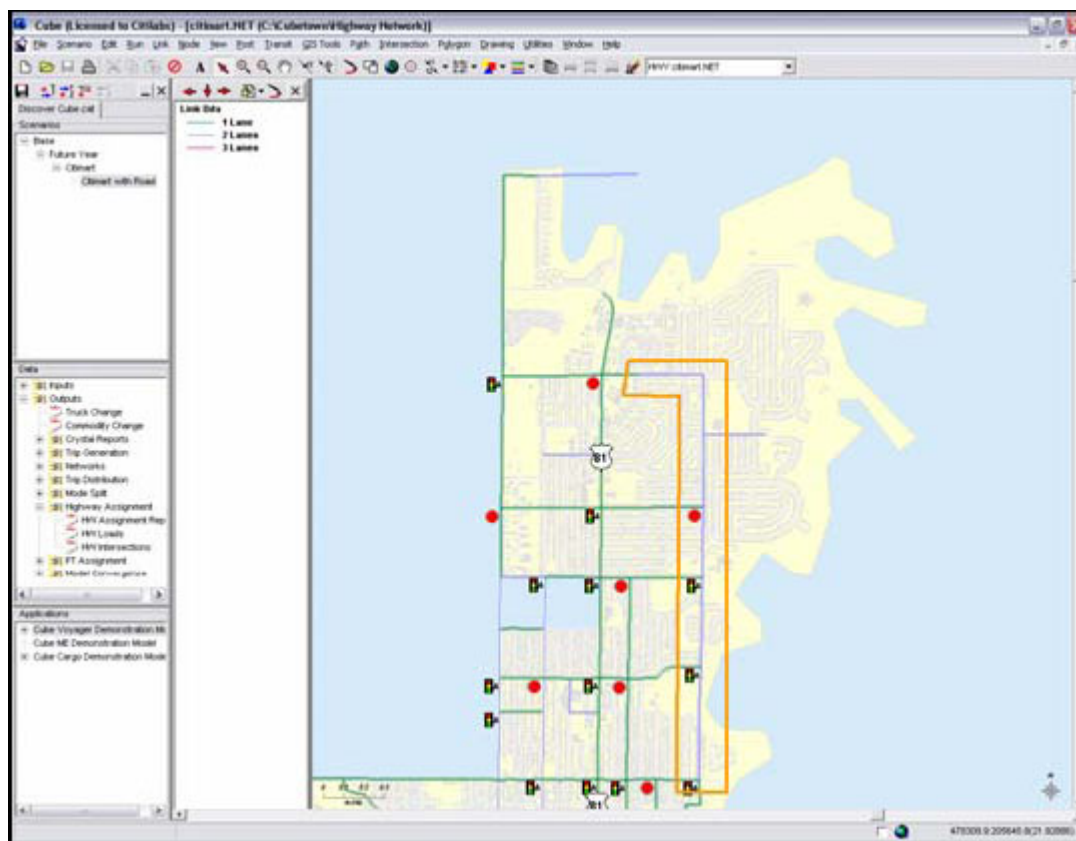 Cube (Licensed to Citilabs) - [citimart.NET (C:\Cubetown\Highway Network)]
File Scenario Edit Run Link Node View Post Transit GIS Tools Path Intersection Polygon Drawing Utilities Window Help
HWY citimart.NET
Discover Cube.cat
Scenarios
Base
Future Year
Citimart
Citimart with Road
Link Data
1 Lane
2 Lanes
3 Lanes
Data
Inputs
Outputs
Truck Change
Commodity Change
Crystal Reports
Trip Generation
Networks
Trip Distribution
Mode Split
Highway Assignment
HWY Assignment Rep
HWY Loads
HWY Intersections
PT Assignment
Model Convergence
Applications
Cube Voyager Demonstration M
Cube ME Demonstration Model
Cube Cargo Demonstration Mode
81
81